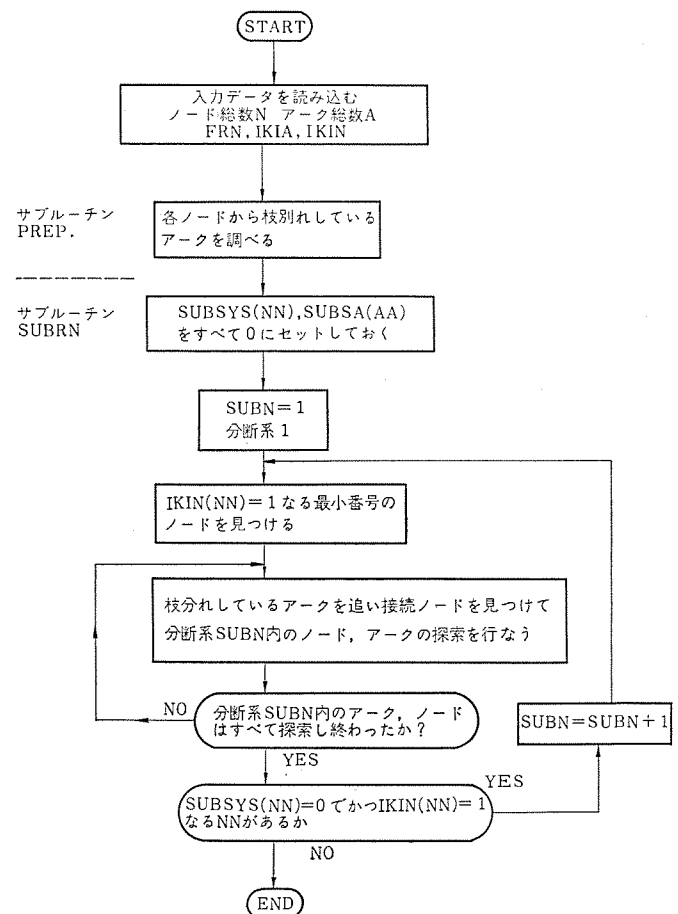 START
入力データを読み込む
ノード総数N アーク総数A
FRN, IKIA, IKIN
サブルーチン
PREP.
各ノードから枝別れしている
アークを調べる
サブルーチン
SUBRN
SUBSYS(NN),SUBSA(AA)
をすべて0にセットしておく
SUBN=1
分断系1
IKIN(NN)=1なる最小番号の
ノードを見つける
枝分れしているアークを追い接続ノードを見つけて
分断系SUBN内のノード,アークの探索を行なう
NO
分断系SUBN内のアーク,ノード
はすべて探索し終わったか?
SUBN=SUBN+1
YES
YES
SUBSYS(NN)=0でかつIKIN(NN)=1
なるNNがあるか
NO
END